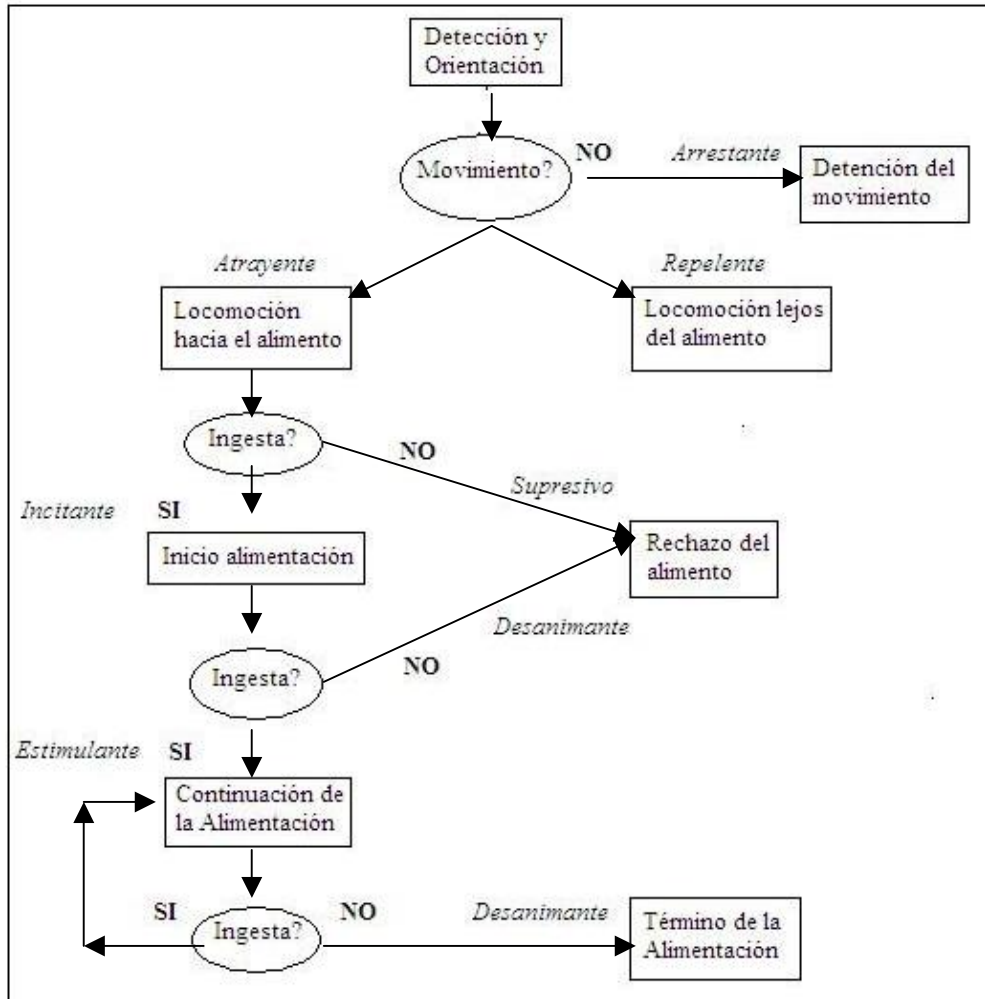 Detección y
Orientación
Movimiento?
NO
Arrestante
Detención del
movimiento
Atrayente
Repelente
Locomoción
hacia el alimento
Locomoción lejos
del alimento
Ingesta?
NO
Supresivo
Incitante
SI
Inicio alimentación
Rechazo del
alimento
Desanimante
Ingesta?
NO
Estimulante
SI
Continuación de
la Alimentación
SI
Ingesta?
NO
Desanimante
Término de la
Alimentación